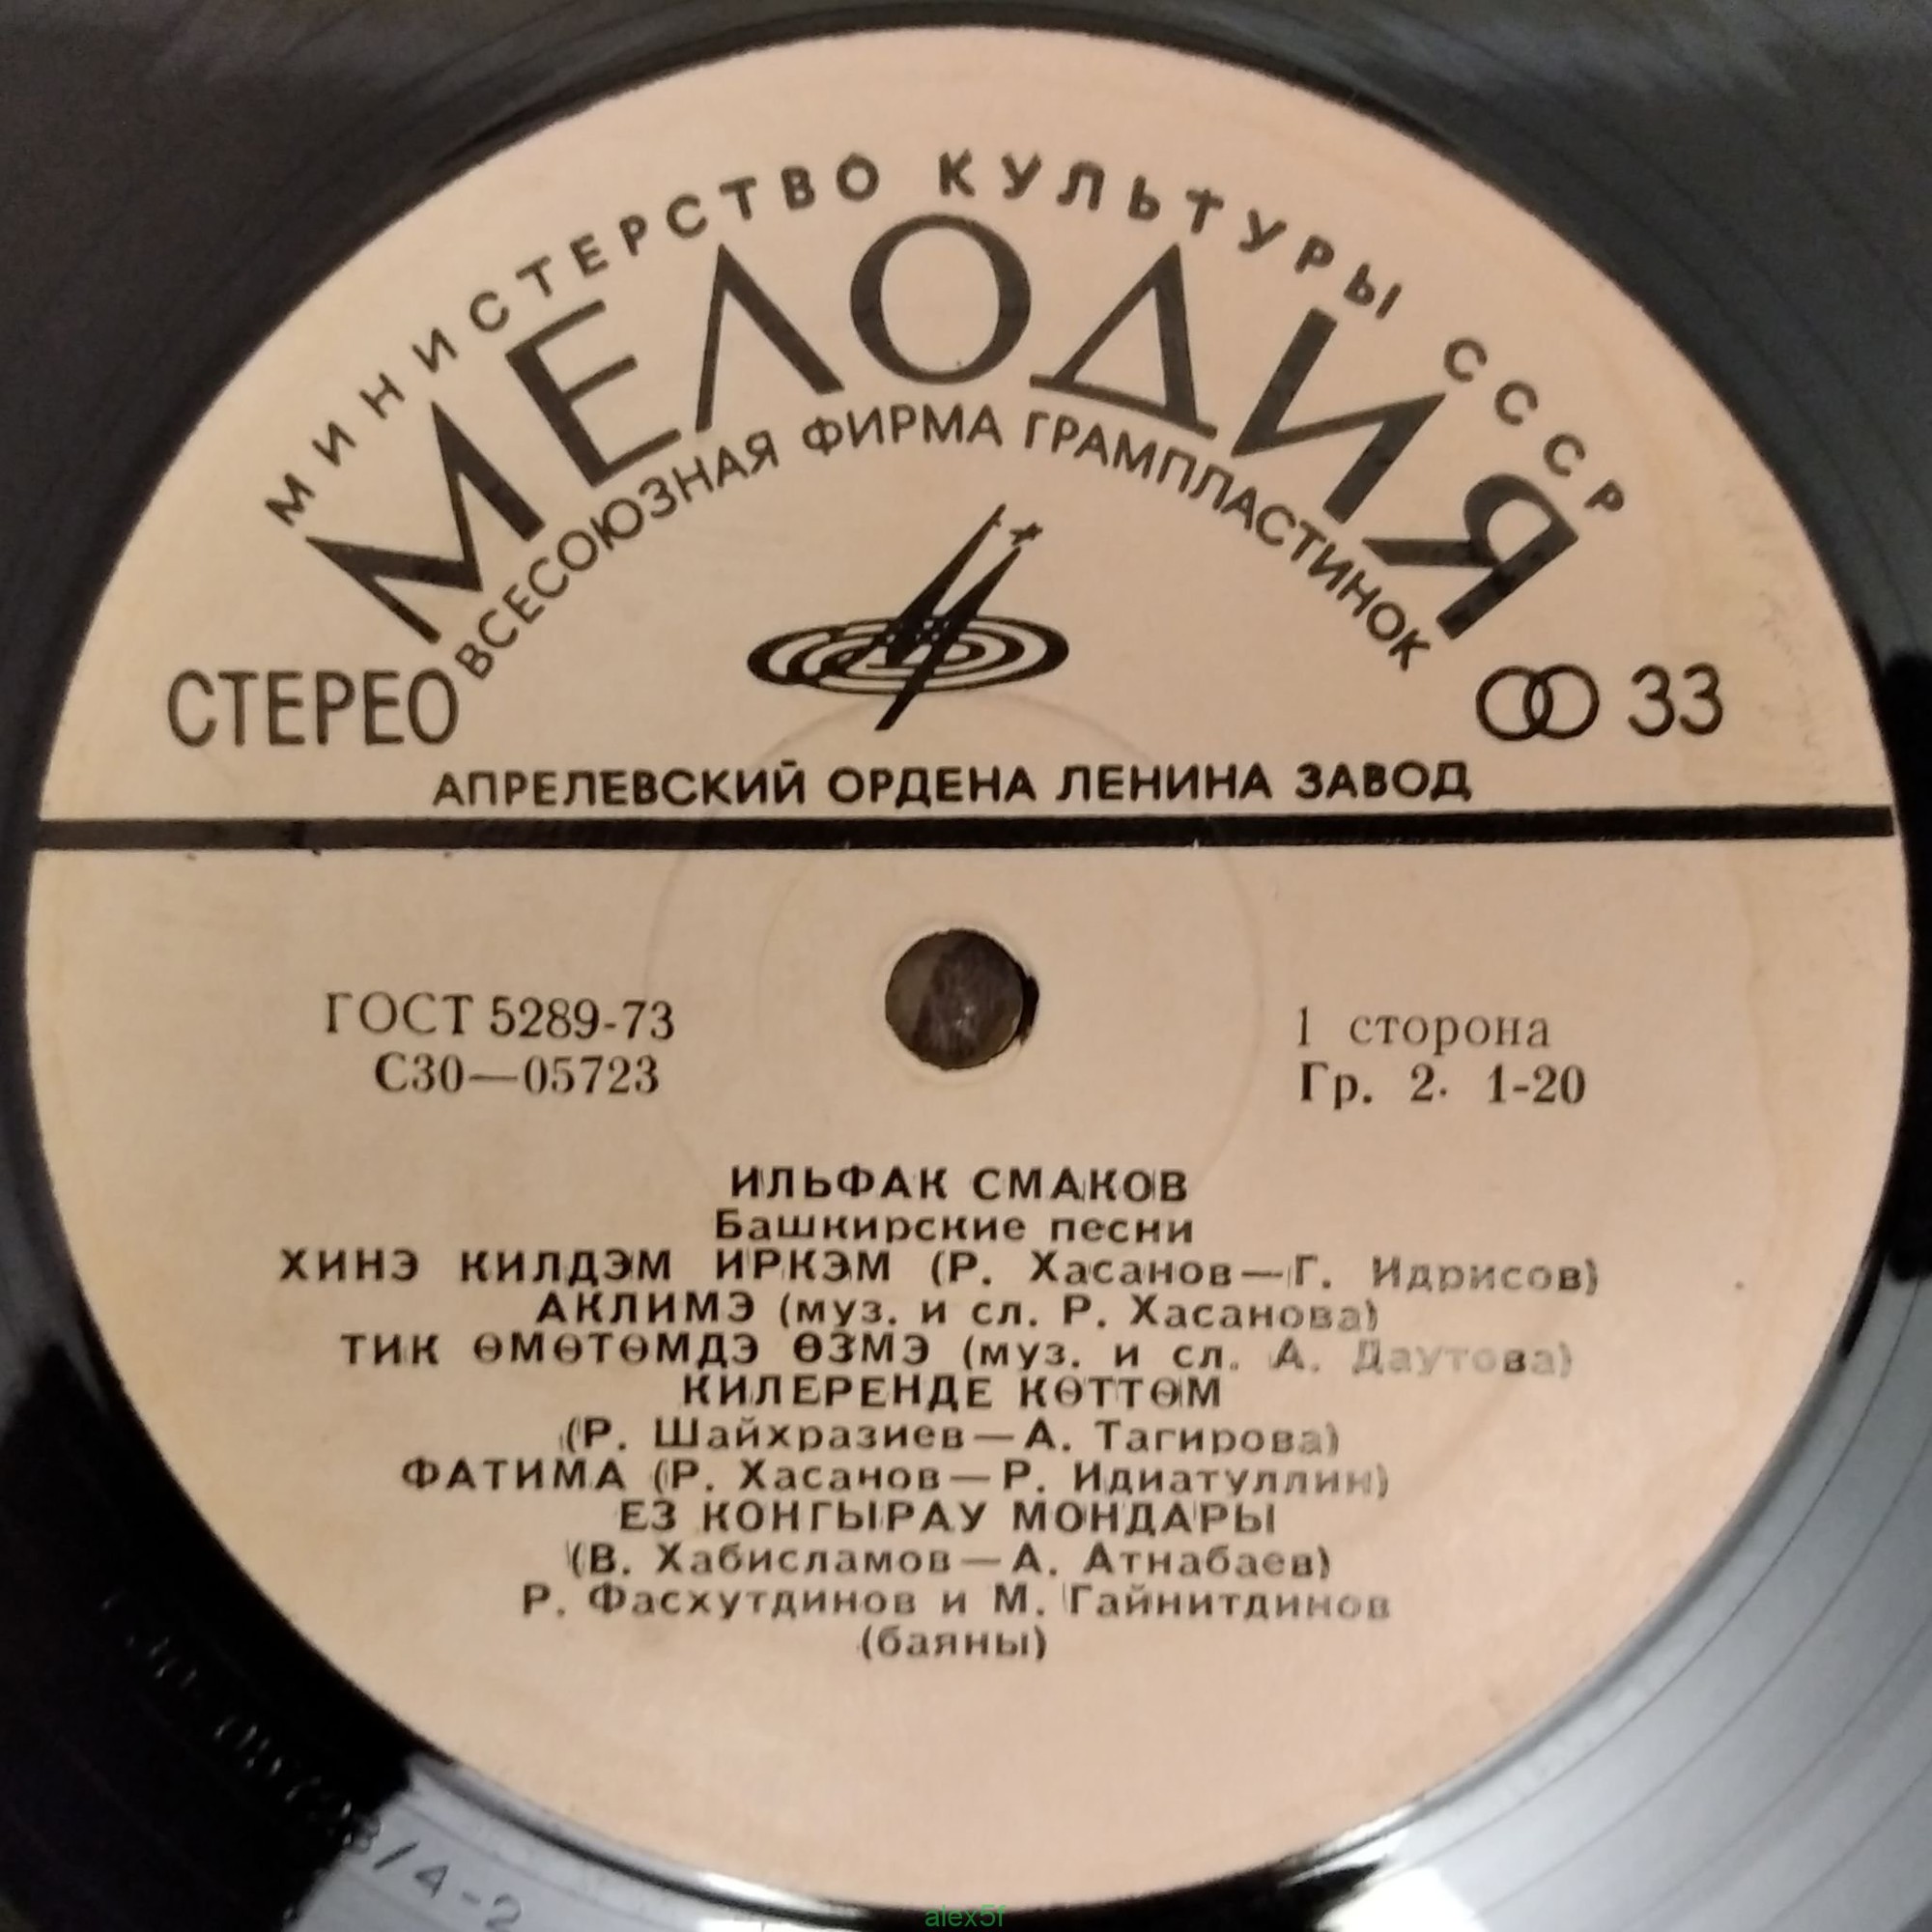 МИНИСТЕРСТВО КУЛЬТУРЫ СССР
МЕЛОДИЯ
ВСЕСОЮЗНАЯ ФИРМА ГРАМПЛАСТИНОК
СТЕРЕО
33
АПРЕЛЕВСКИЙ ОРДЕНА ЛЕНИНА ЗАВОД
ГОСТ 5289-73
С30—05723
1 сторона
Гр. 2. 1-20
ИЛЬФАК СМАКОВ
Башкирские песни
ХИНЭ КИЛДЭМ ИРКЭМ (Р. Хасанов—Г. Идрисов)
АКЛИМЭ (муз. и сл. Р. Хасанова)
ТИК ӨМӨТӨМДЭ ӨЗМЭ (муз. и сл. А. Даутова)
КИЛЕРЕНДЕ КӨТТӨМ
(Р. Шайхразиев—А. Тагирова)
ФАТИМА (Р. Хасанов—Р. Идиатуллин)
ЕЗ КОНГЫРАУ МОНДАРЫ
(В. Хабисламов—А. Атнабаев)
Р. Фасхутдинов и М. Гайнитдинов
(баяны)
/4-2
alex5f